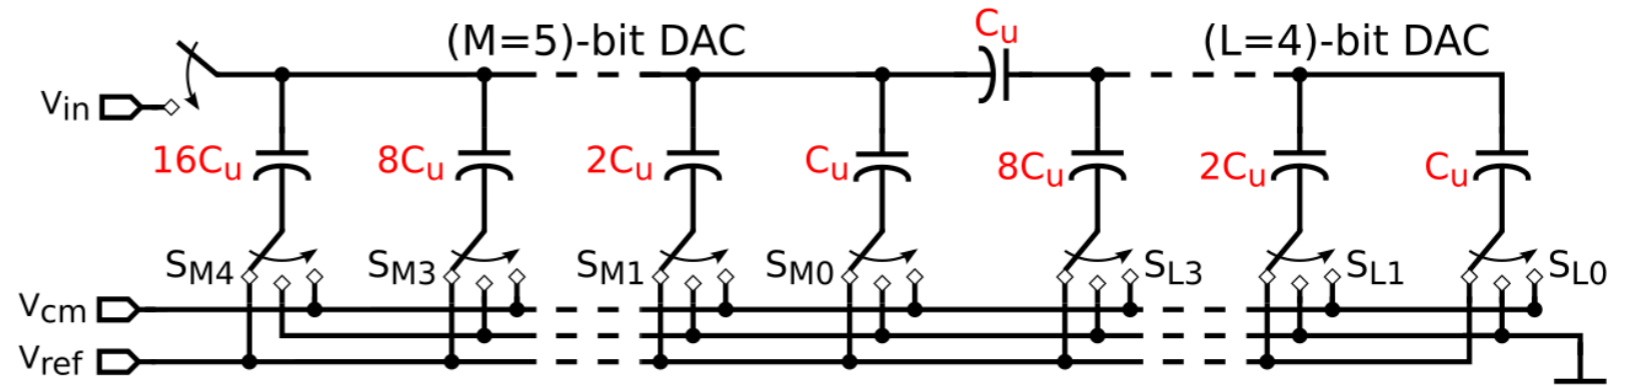 Cu
(M=5)-bit DAC (L=4)-bit DAC
Vin
16Cu 8Cu 2Cu Cu 8Cu 2Cu Cu
SM4 SM3 SM1 SM0 SL3 SL1 SL0
Vcm
Vref